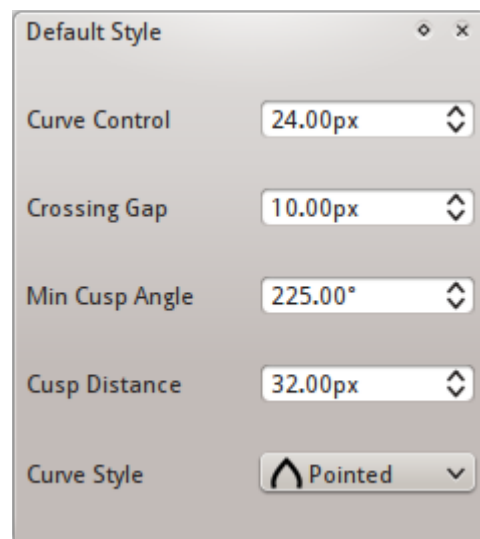 Default Style
Curve Control 24.00px
Crossing Gap 10.00px
Min Cusp Angle 225.00°
Cusp Distance 32.00px
Curve Style Pointed